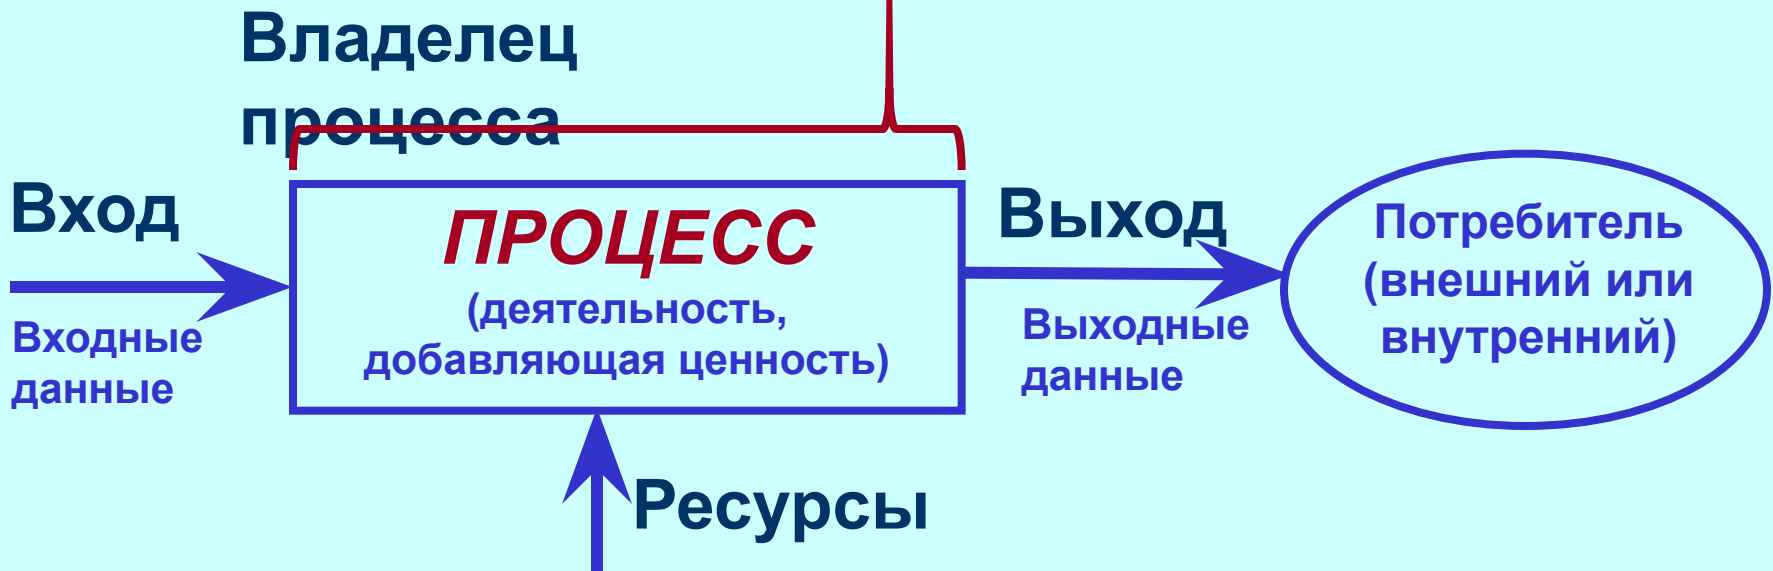 Владелец
процесса
Вход
Входные
данные
ПРОЦЕСС
(деятельность,
добавляющая ценность)
Выход
Выходные
данные
Потребитель
(внешний или
внутренний)
Ресурсы